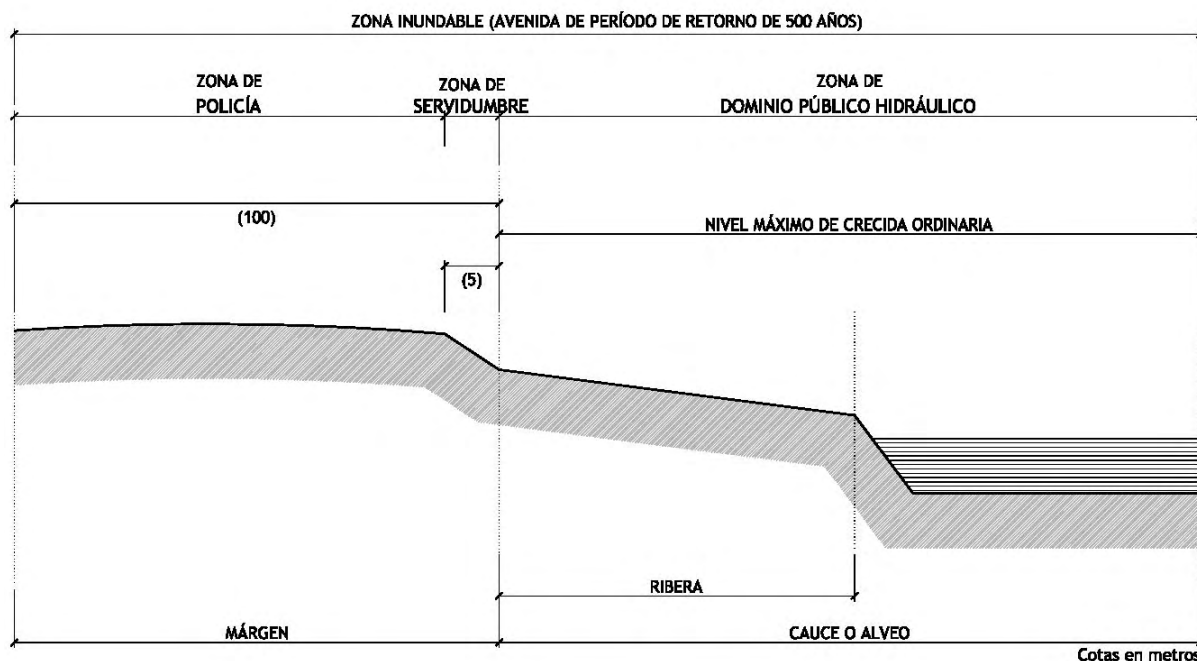 ZONA INUNDABLE (AVENIDA DE PERÍODO DE RETORNO DE 500 AÑOS)
ZONA DE
POLICÍA
ZONA DE
SERVIDUMBRE
ZONA DE
DOMINIO PÚBLICO HIDRÁULICO
(100)
NIVEL MÁXIMO DE CRECIDA ORDINARIA
(5)
RIBERA
MÁRGEN
CAUCE O ALVEO
Cotas en metros